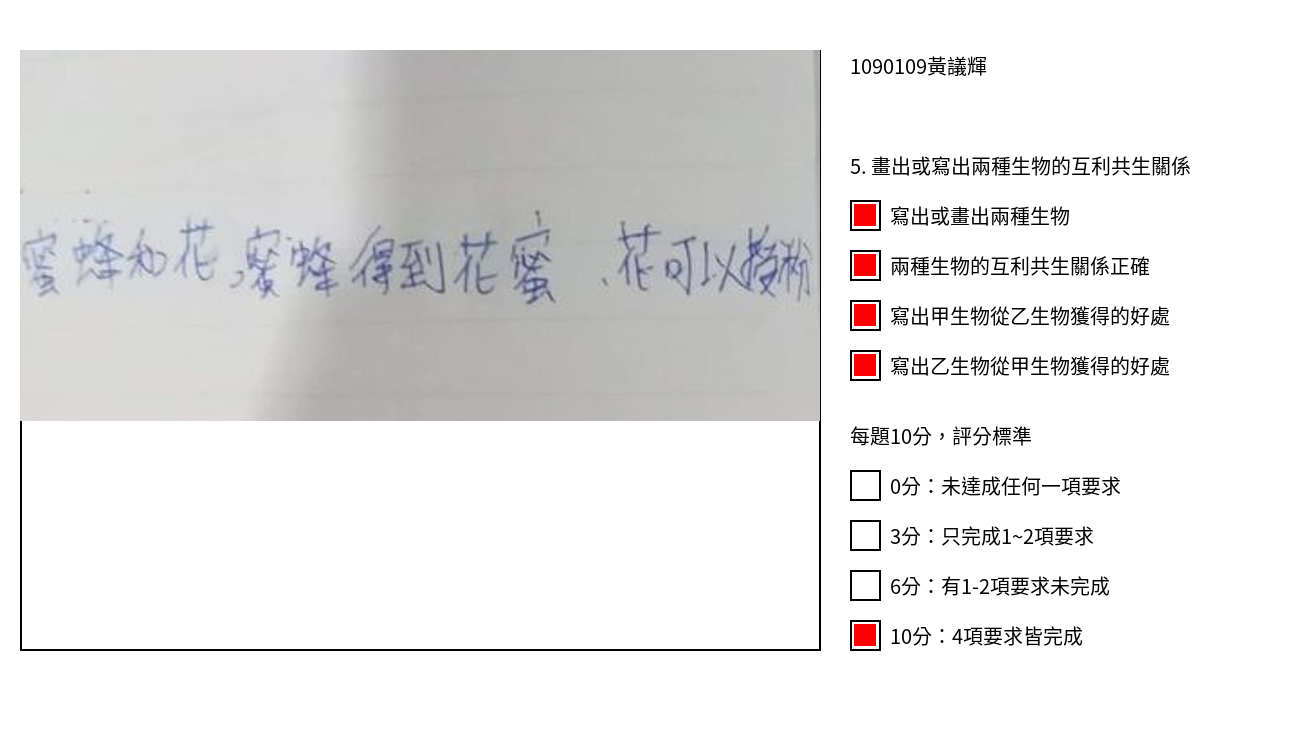 蜜蜂和花,蜜蜂得到花蜜、花可以授粉
1090109黃議輝
5. 畫出或寫出兩種生物的互利共生關係
寫出或畫出兩種生物
兩種生物的互利共生關係正確
寫出甲生物從乙生物獲得的好處
寫出乙生物從甲生物獲得的好處
每題10分，評分標準
0分：未達成任何一項要求
3分：只完成1~2項要求
6分：有1-2項要求未完成
10分：4項要求皆完成